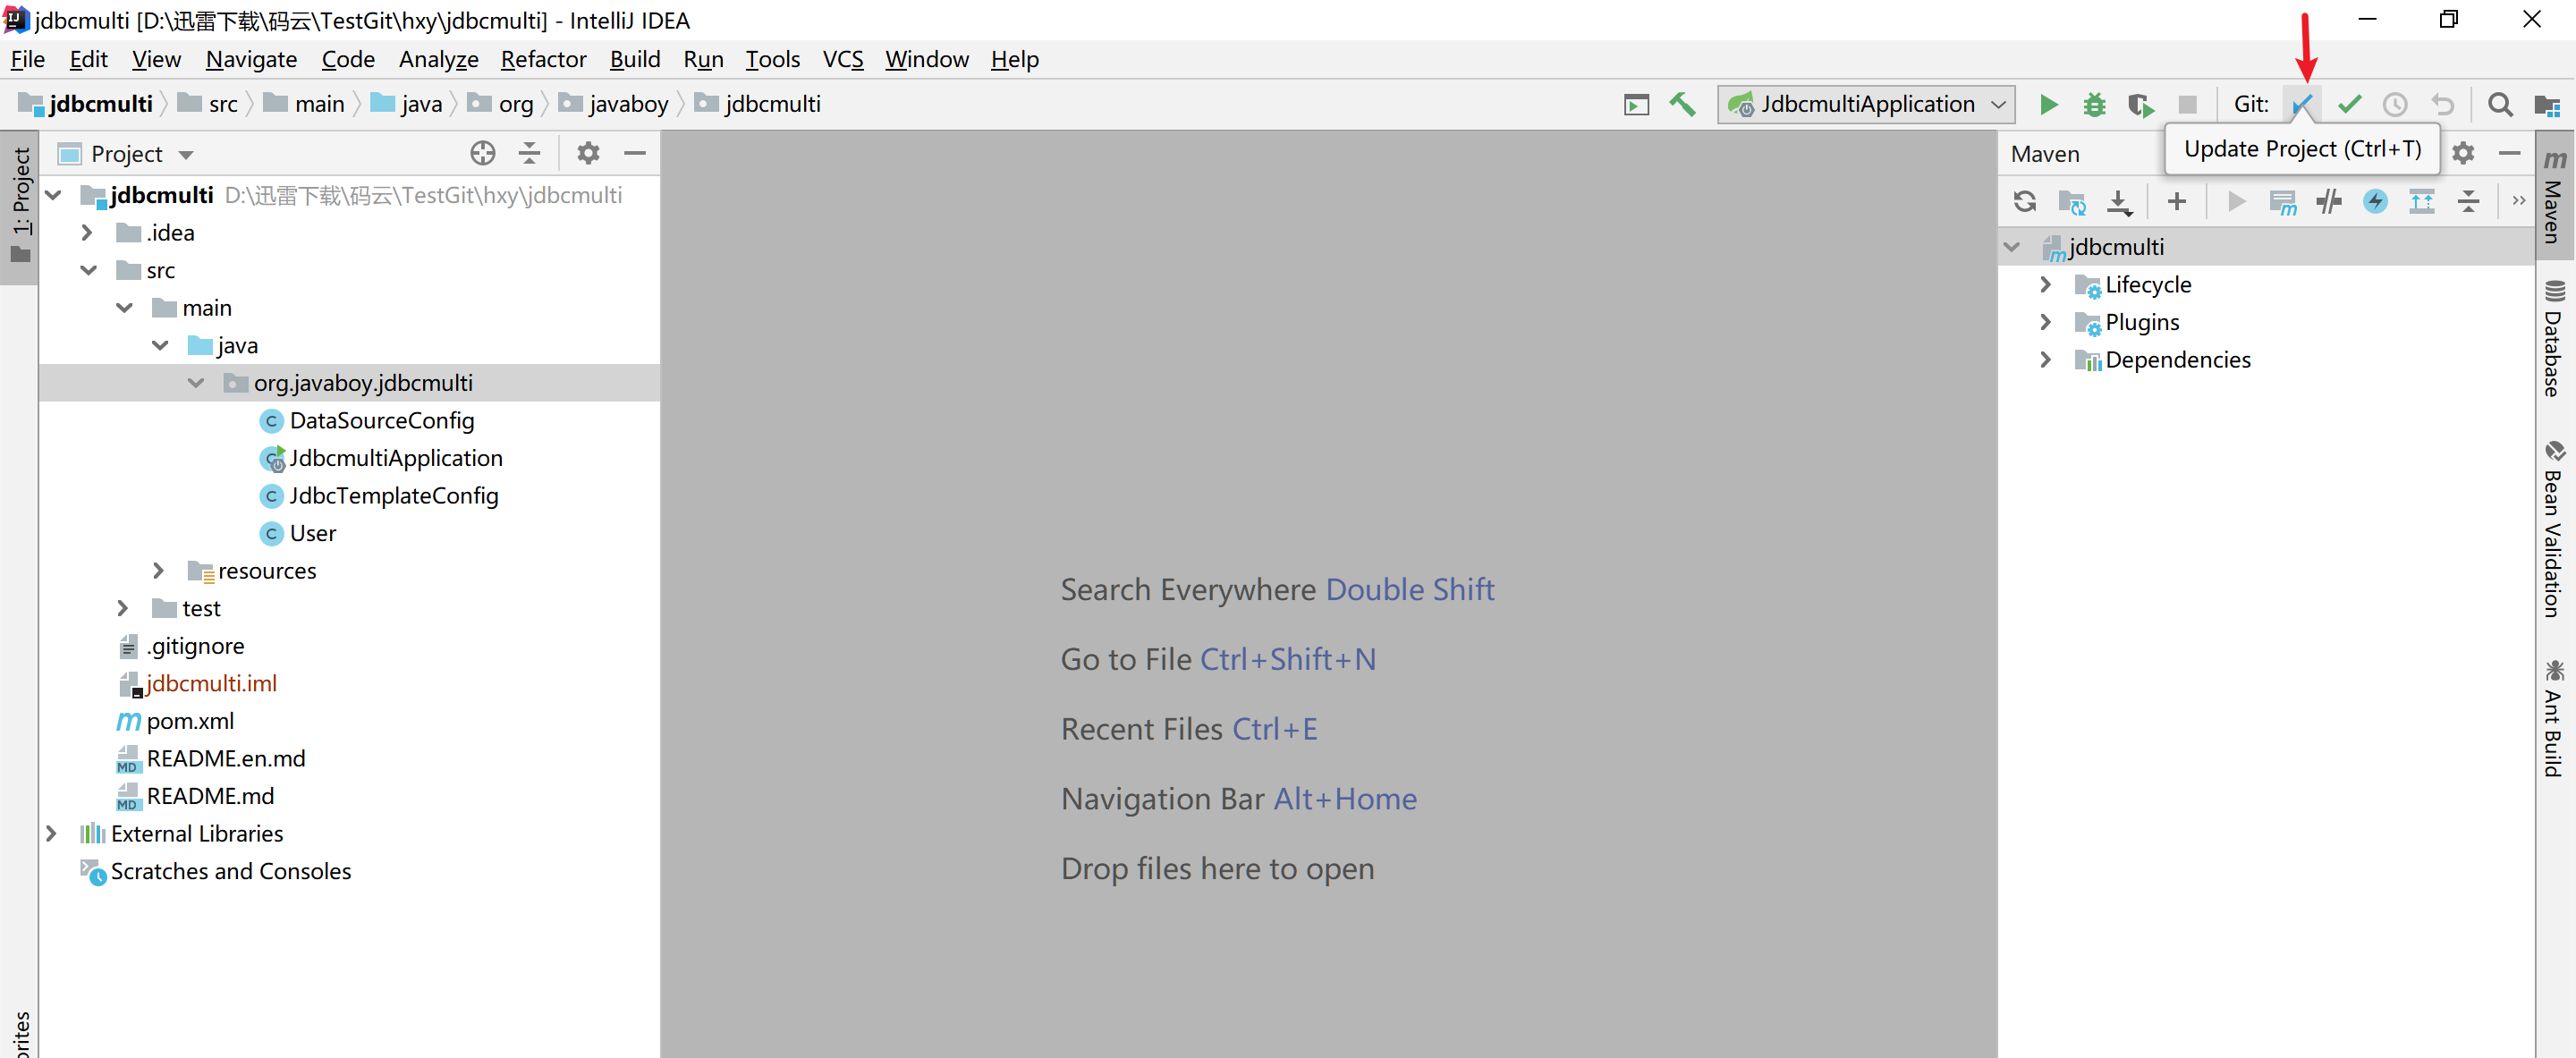 jdbcmulti [D:\迅雷下载\码云\TestGit\hxy\jdbcmulti] - IntelliJ IDEA
File Edit View Navigate Code Analyze Refactor Build Run Tools VCS Window Help
jdbcmulti src main java org javaboy jdbcmulti JdbcmultiApplication Git:
Update Project (Ctrl+T)
1: Project
Project
jdbcmulti D:\迅雷下载\码云\TestGit\hxy\jdbcmulti
.idea
src
main
java
org.javaboy.jdbcmulti
C DataSourceConfig
C JdbcmultiApplication
C JdbcTemplateConfig
C User
resources
test
.gitignore
jdbcmulti.iml
m pom.xml
MD README.en.md
MD README.md
External Libraries
Scratches and Consoles
Search Everywhere Double Shift
Go to File Ctrl+Shift+N
Recent Files Ctrl+E
Navigation Bar Alt+Home
Drop files here to open
Maven
jdbcmulti
Lifecycle
Plugins
Dependencies
m Maven
Database
Bean Validation
Ant Build